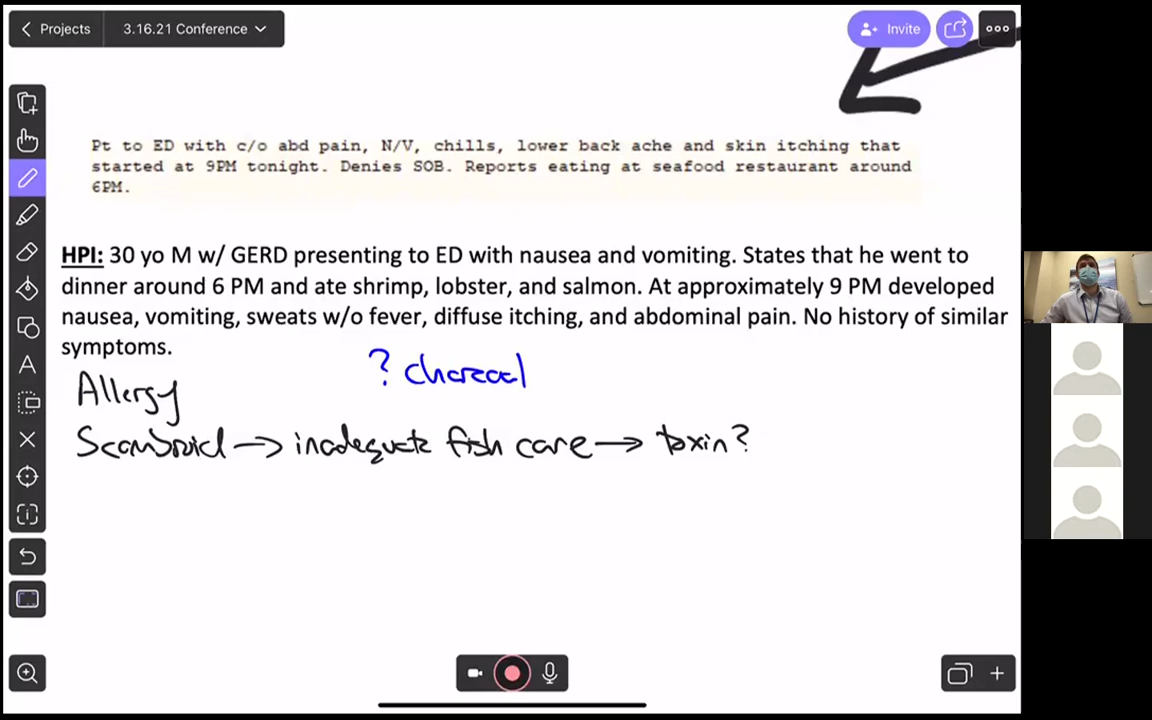 Projects
3.16.21 Conference
Invite
Pt to ED with c/o abd pain, N/V, chills, lower back ache and skin itching that
started at 9PM tonight. Denies SOB. Reports eating at seafood restaurant around
6PM.
HPI: 30 yo M w/ GERD presenting to ED with nausea and vomiting. States that he went to
dinner around 6 PM and ate shrimp, lobster, and salmon. At approximately 9 PM developed
nausea, vomiting, sweats w/o fever, diffuse itching, and abdominal pain. No history of similar
symptoms.
? charcoal
Allergy
Scombroid → inadequate fish care → toxin?